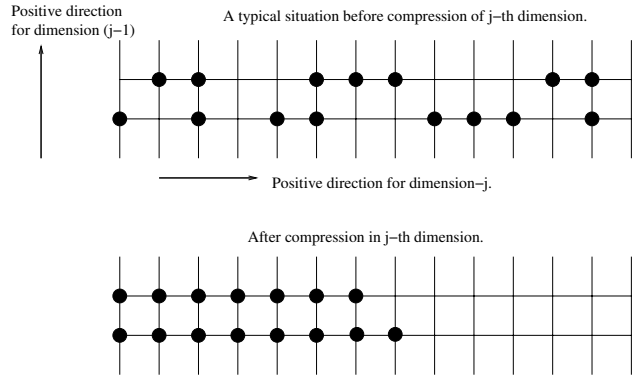 Positive direction
for dimension (j−1)
A typical situation before compression of j−th dimension.
Positive direction for dimension−j.
After compression in j−th dimension.